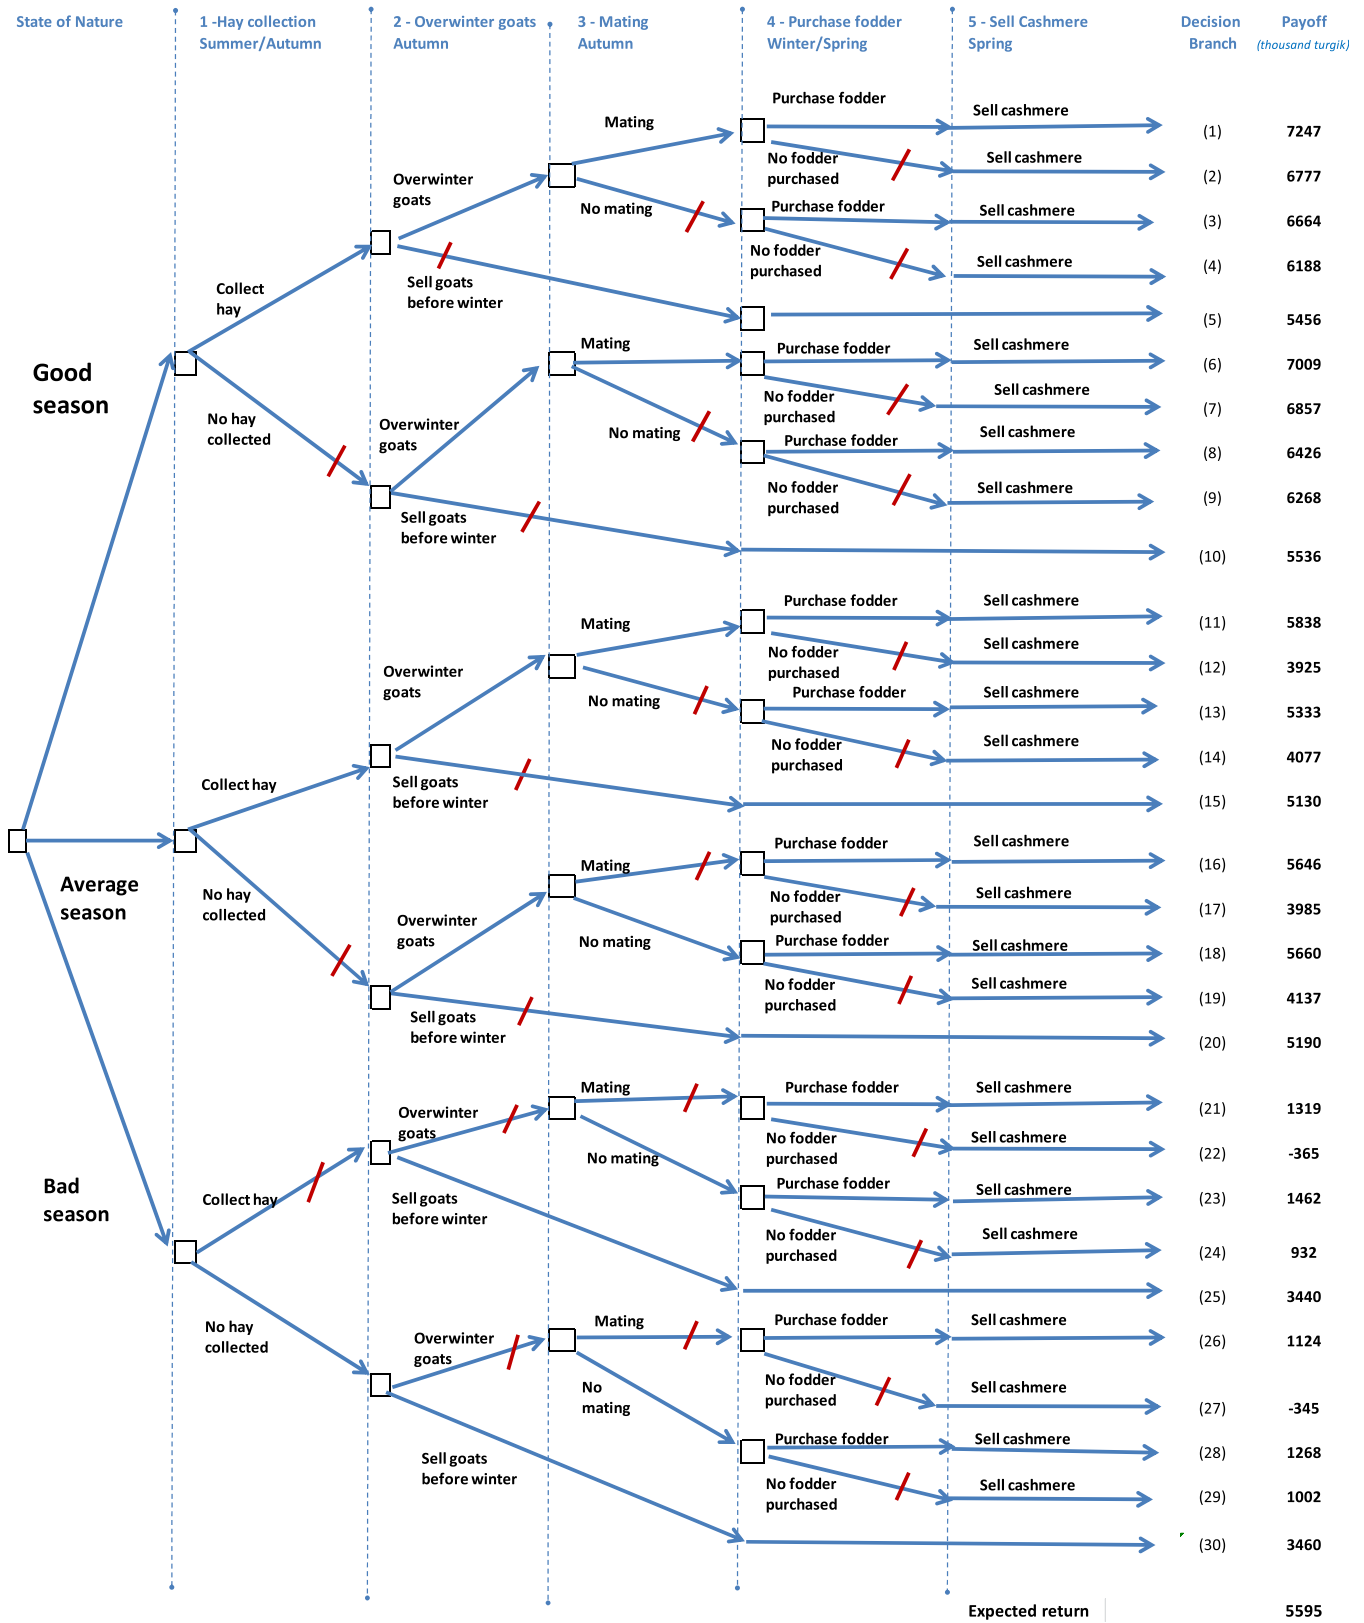 State of Nature
1 -Hay collection
Summer/Autumn
2 - Overwinter goats
Autumn
3 - Mating
Autumn
4 - Purchase fodder
Winter/Spring
5 - Sell Cashmere
Spring
Decision
Branch
Payoff
(thousand turgik)
Good
season
Collect
hay
Overwinter
goats
Mating
Purchase fodder
Sell cashmere
(1) 7247
No fodder
purchased
Sell cashmere
(2) 6777
No mating
Purchase fodder
Sell cashmere
(3) 6664
No fodder
purchased
Sell cashmere
(4) 6188
Sell goats
before winter
(5) 5456
No hay
collected
Overwinter
goats
Mating
Purchase fodder
Sell cashmere
(6) 7009
No fodder
purchased
Sell cashmere
(7) 6857
No mating
Purchase fodder
Sell cashmere
(8) 6426
No fodder
purchased
Sell cashmere
(9) 6268
Sell goats
before winter
(10) 5536
Average
season
Collect hay
Overwinter
goats
Mating
Purchase fodder
Sell cashmere
(11) 5838
No fodder
purchased
Sell cashmere
(12) 3925
No mating
Purchase fodder
Sell cashmere
(13) 5333
No fodder
purchased
Sell cashmere
(14) 4077
Sell goats
before winter
(15) 5130
No hay
collected
Overwinter
goats
Mating
Purchase fodder
Sell cashmere
(16) 5646
No fodder
purchased
Sell cashmere
(17) 3985
No mating
Purchase fodder
Sell cashmere
(18) 5660
No fodder
purchased
Sell cashmere
(19) 4137
Sell goats
before winter
(20) 5190
Bad
season
Collect hay
Overwinter
goats
Mating
Purchase fodder
Sell cashmere
(21) 1319
No fodder
purchased
Sell cashmere
(22) -365
No mating
Purchase fodder
Sell cashmere
(23) 1462
No fodder
purchased
Sell cashmere
(24) 932
Sell goats
before winter
(25) 3440
No hay
collected
Overwinter
goats
Mating
Purchase fodder
Sell cashmere
(26) 1124
No fodder
purchased
Sell cashmere
(27) -345
No
mating
Purchase fodder
Sell cashmere
(28) 1268
No fodder
purchased
Sell cashmere
(29) 1002
Sell goats
before winter
(30) 3460
Expected return 5595